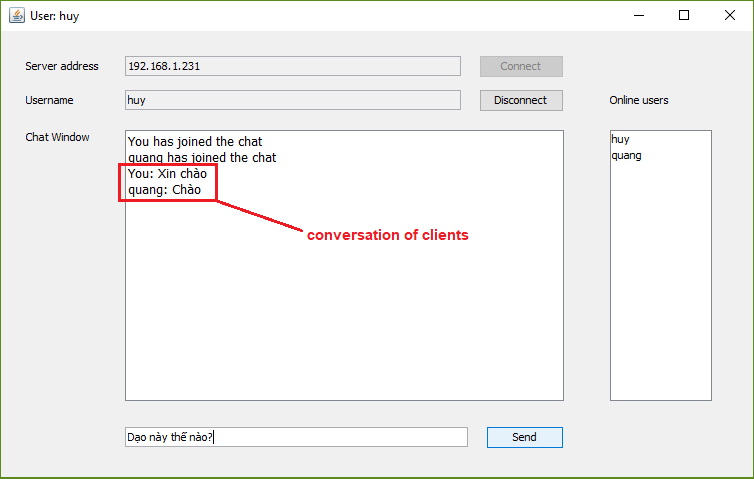 User: huy
Server address 192.168.1.231 Connect
Username huy Disconnect Online users
Chat Window
You has joined the chat
quang has joined the chat
You: Xin chào
quang: Chào
huy
quang
conversation of clients
Dạo này thế nào? Send